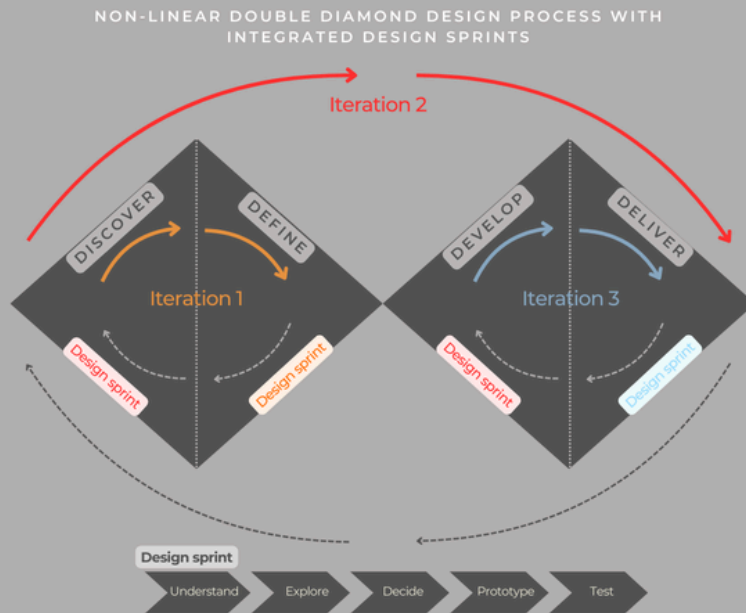 NON-LINEAR DOUBLE DIAMOND DESIGN PROCESS WITH
INTEGRATED DESIGN SPRINTS
Iteration 2
DISCOVER
DEFINE
DEVELOP
DELIVER
Iteration 1
Iteration 3
Design sprint
Design sprint
Design sprint
Design sprint
Design sprint
Understand
Explore
Decide
Prototype
Test